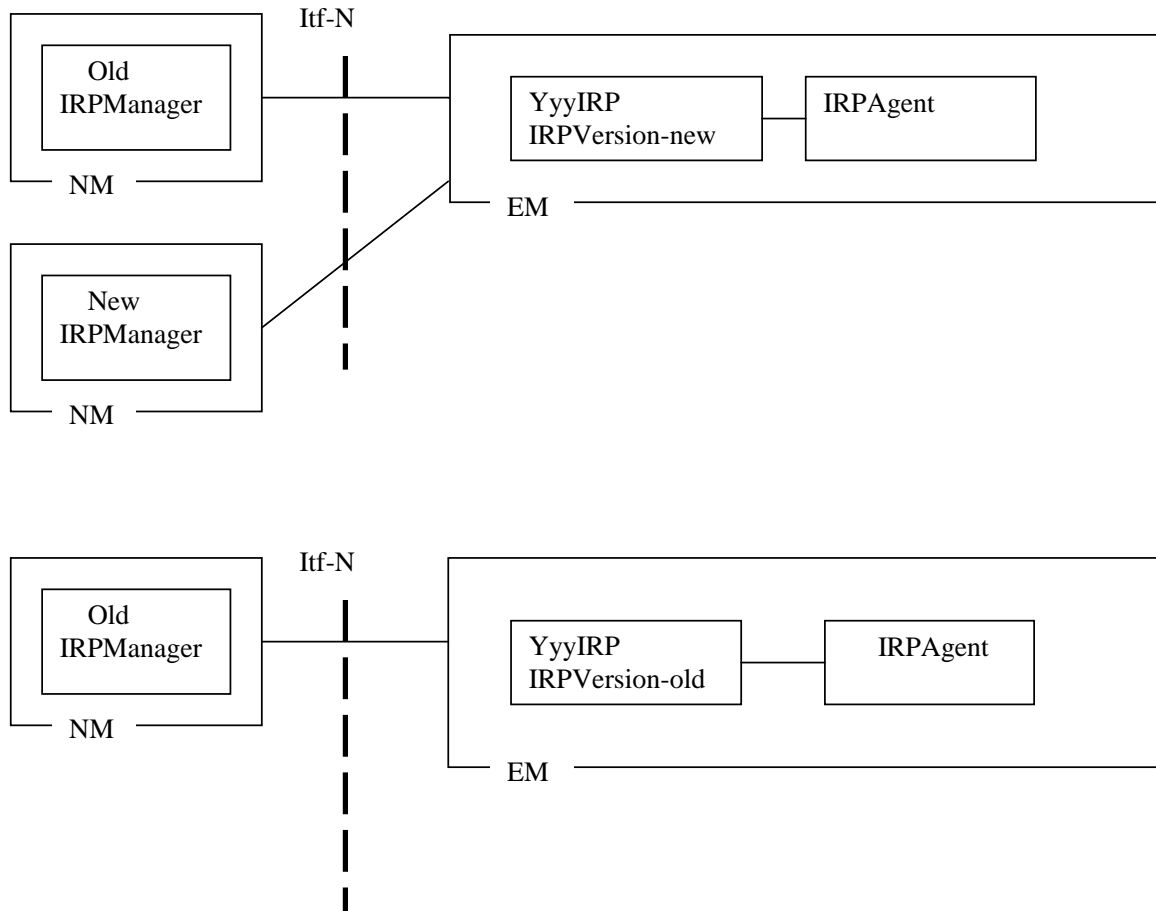 Itf-N
Old
IRPManager
NM
YyyIRP
IRPVersion-new
IRPAgent
EM
New
IRPManager
NM
Itf-N
Old
IRPManager
NM
YyyIRP
IRPVersion-old
IRPAgent
EM